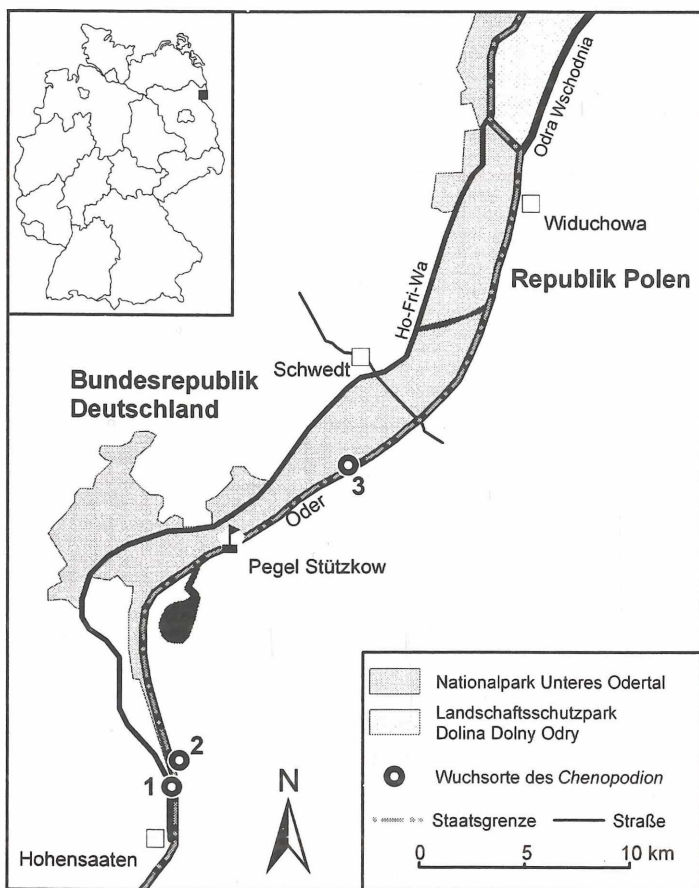 Odra Wschodnia
Widuchowa
Republik Polen
Ho-Fri-Wa
Schwedt
Bundesrepublik
Deutschland
3
Oder
Pegel Stützkow
2
1
N
Hohensaaten
Nationalpark Unteres Odertal
Landschaftsschutzpark
Dolina Dolny Odry
Wuchsorte des Chenopodion
Staatsgrenze
Straße
0 5 10 km